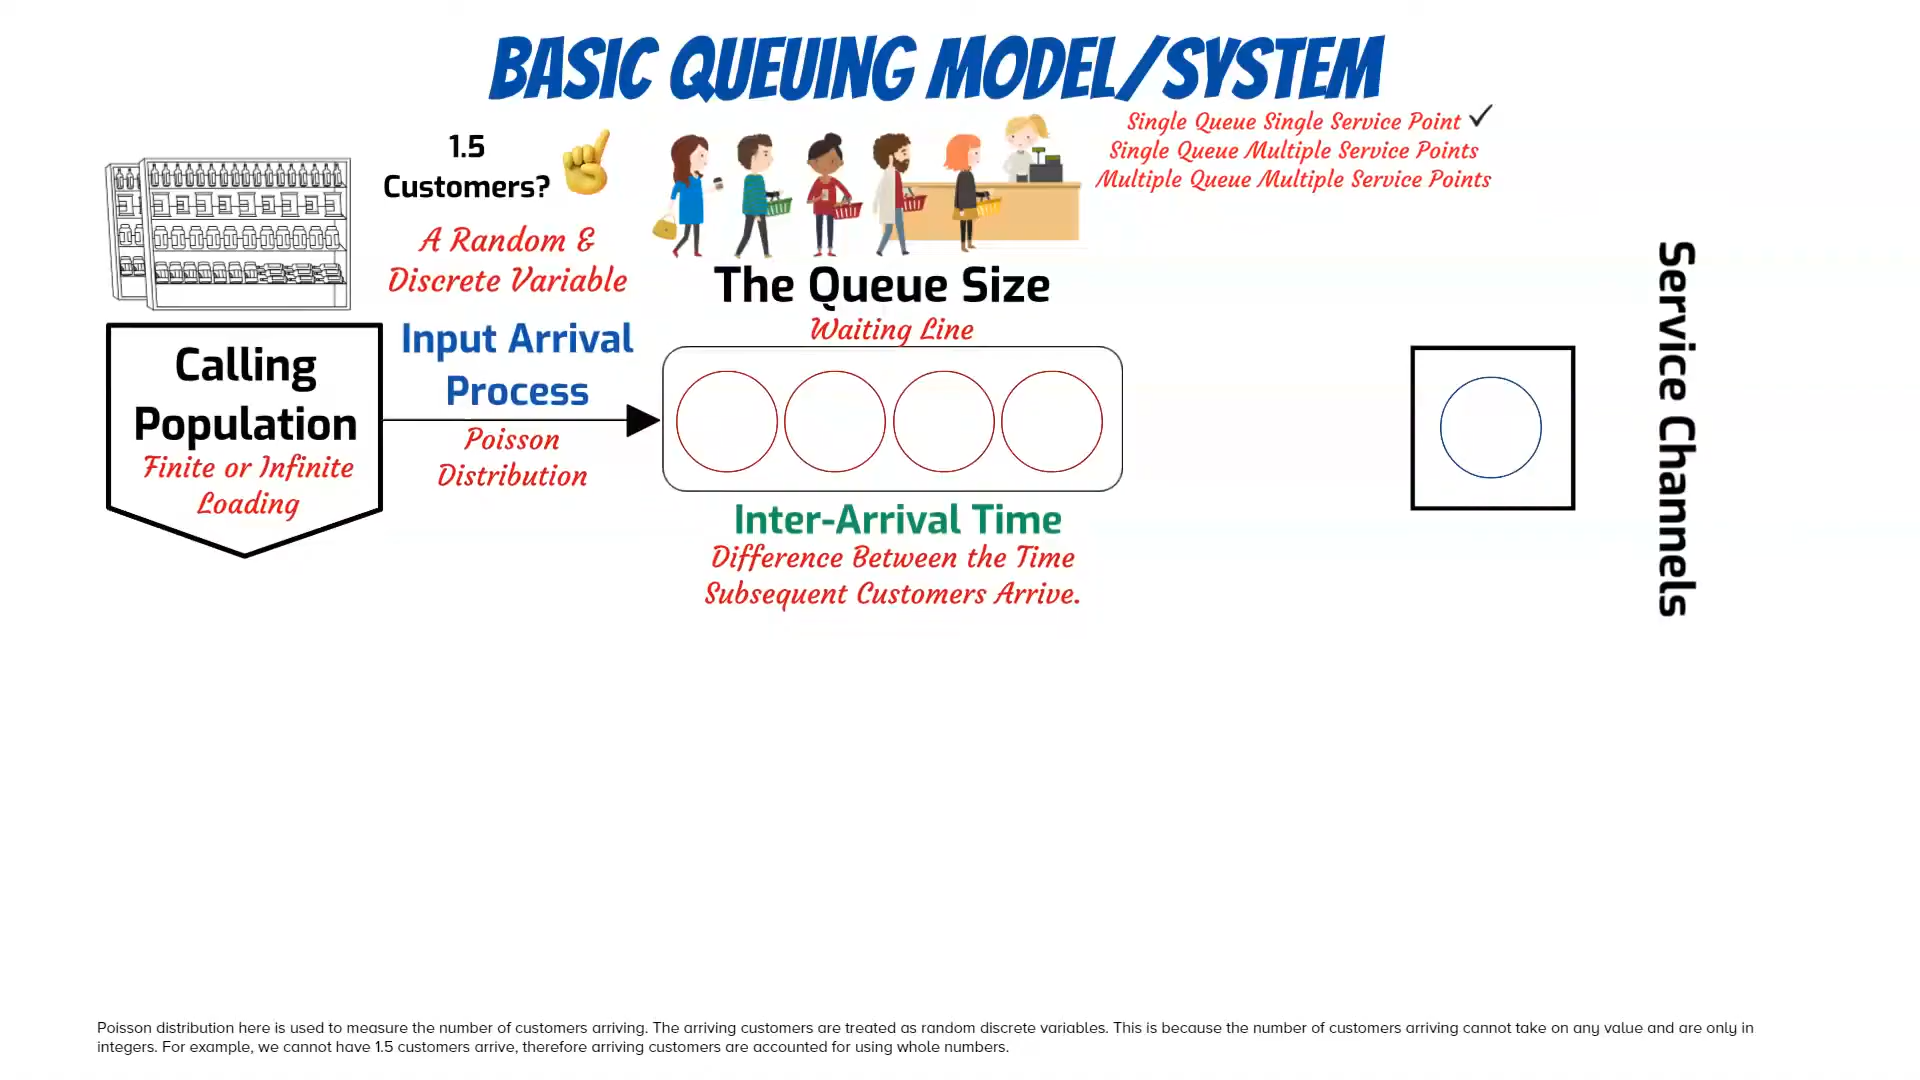 BASIC QUEUING MODEL/SYSTEM
Single Queue Single Service Point ✓
Single Queue Multiple Service Points
Multiple Queue Multiple Service Points
1.5
Customers?
A Random &
Discrete Variable
The Queue Size
Waiting Line
Input Arrival
Process
Poisson
Distribution
Calling
Population
Finite or Infinite
Loading
Inter-Arrival Time
Difference Between the Time
Subsequent Customers Arrive.
Service Channels
Poisson distribution here is used to measure the number of customers arriving. The arriving customers are treated as random discrete variables. This is because the number of customers arriving cannot take on any value and are only in
integers. For example, we cannot have 1.5 customers arrive, therefore arriving customers are accounted for using whole numbers.